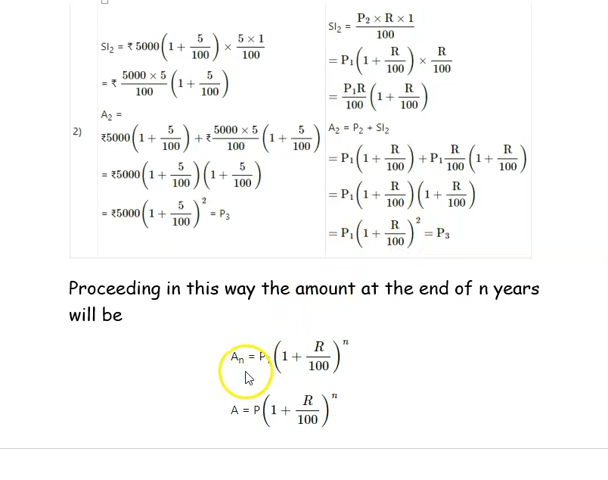 SI₂ = ₹ 5000(1 + 5/100) × (5 × 1)/100
= ₹ (5000 × 5)/100 (1 + 5/100)
A₂ =
2) ₹5000(1 + 5/100) + ₹(5000 × 5)/100 (1 + 5/100)
= ₹5000(1 + 5/100)(1 + 5/100)
= ₹5000(1 + 5/100)² = P₃
SI₂ = (P₂ × R × 1)/100
= P₁(1 + R/100) × R/100
= P₁R/100 (1 + R/100)
A₂ = P₂ + SI₂
= P₁(1 + R/100) + P₁ R/100 (1 + R/100)
= P₁(1 + R/100)(1 + R/100)
= P₁(1 + R/100)² = P₃
Proceeding in this way the amount at the end of n years
will be
Aₙ = P₁(1 + R/100)ⁿ
A = P(1 + R/100)ⁿ